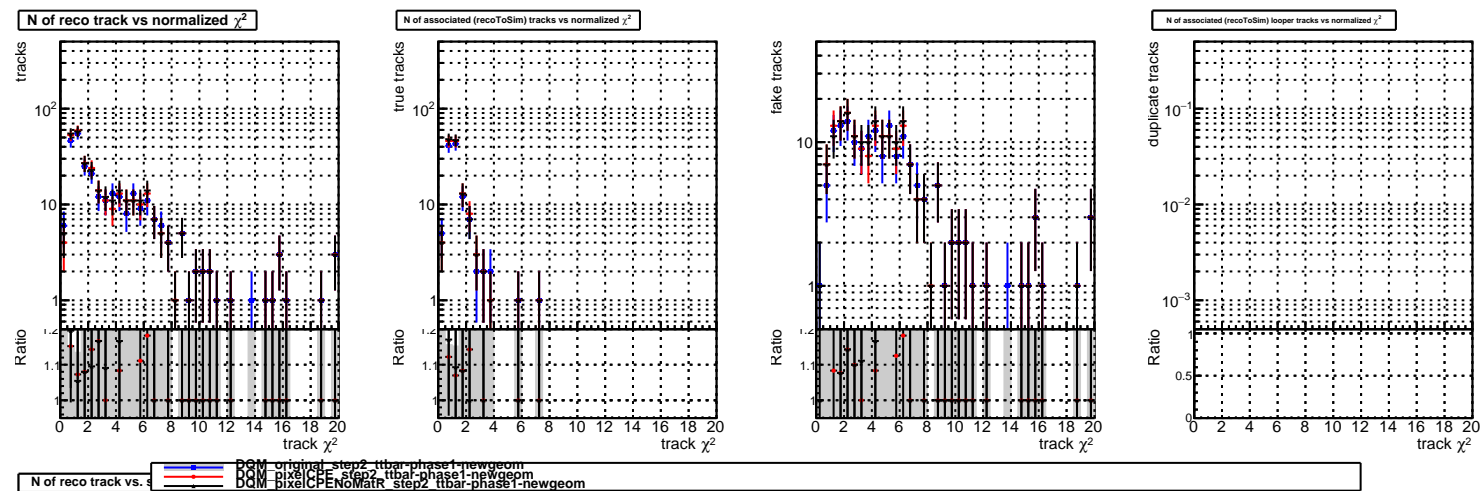 N of reco track vs normalized χ²
N of associated (recoToSim) tracks vs normalized χ²
N of associated (recoToSim) looper tracks vs normalized χ²
tracks
10²
10
1
Ratio
1.2
1.1
1
0 2 4 6 8 10 12 14 16 18 20
track χ²
true tracks
10²
10
1
Ratio
1.2
1.1
1
0 2 4 6 8 10 12 14 16 18 20
track χ²
fake tracks
10
1
Ratio
1.2
1.1
1
0 2 4 6 8 10 12 14 16 18 20
track χ²
duplicate tracks
10⁻¹
10⁻²
10⁻³
Ratio
1
0.5
0
0 2 4 6 8 10 12 14 16 18 20
track χ²
DQM_original_step2_ttbar-phase1-newgeom
DQM_pixelCPE_step2_ttbar-phase1-newgeom
DQM_pixelCPENoMatR_step2_ttbar-phase1-newgeom
N of reco track vs. s